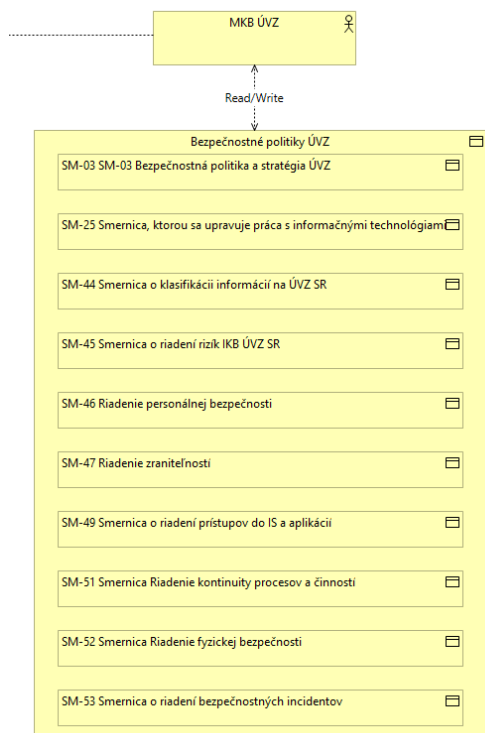 MKB ÚVZ
Read/Write
Bezpečnostné politiky ÚVZ
SM-03 SM-03 Bezpečnostná politika a stratégia ÚVZ
SM-25 Smernica, ktorou sa upravuje práca s informačnými technológiami
SM-44 Smernica o klasifikácii informácií na ÚVZ SR
SM-45 Smernica o riadení rizík IKB ÚVZ SR
SM-46 Riadenie personálnej bezpečnosti
SM-47 Riadenie zraniteľností
SM-49 Smernica o riadení prístupov do IS a aplikácií
SM-51 Smernica Riadenie kontinuity procesov a činností
SM-52 Smernica Riadenie fyzickej bezpečnosti
SM-53 Smernica o riadení bezpečnostných incidentov